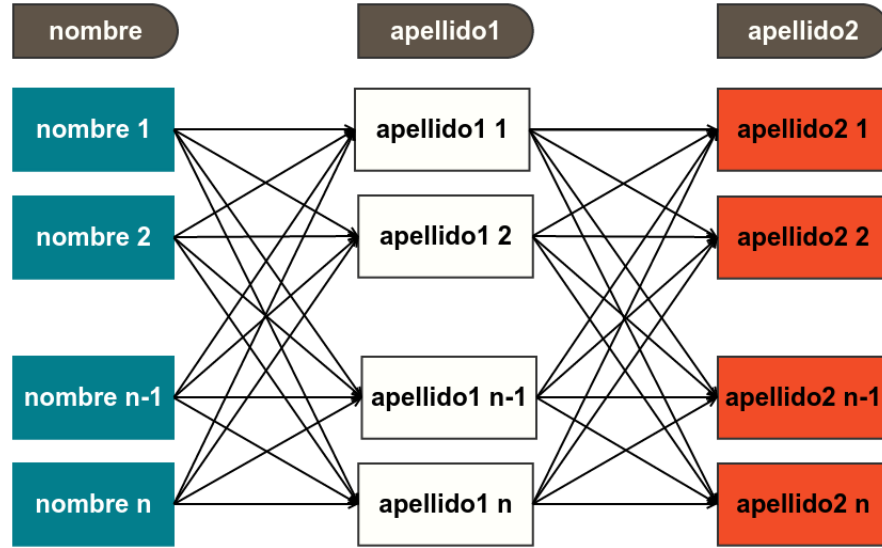 nombre
apellido1
apellido2
nombre 1
apellido1 1
apellido2 1
nombre 2
apellido1 2
apellido2 2
nombre n-1
apellido1 n-1
apellido2 n-1
nombre n
apellido1 n
apellido2 n